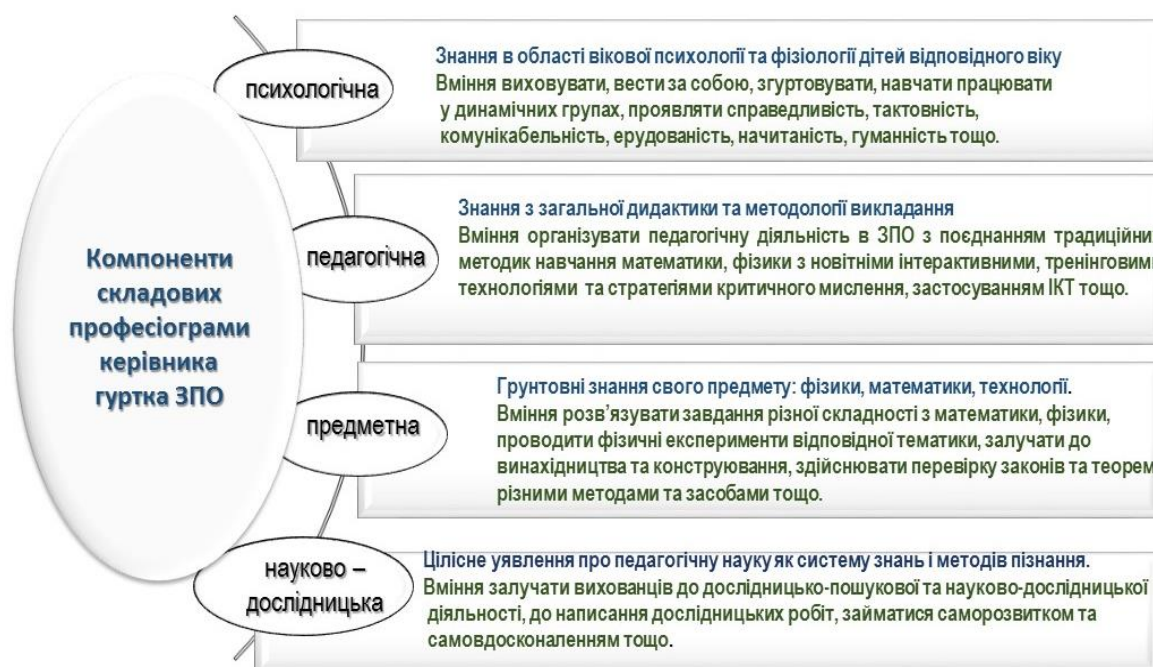 Компоненти
складових
професіограми
керівника
гуртка ЗПО
психологічна
Знання в області вікової психології та фізіології дітей відповідного віку
Вміння виховувати, вести за собою, згуртовувати, навчати працювати
у динамічних групах, проявляти справедливість, тактовність,
комунікабельність, ерудованість, начитаність, гуманність тощо.
педагогічна
Знання з загальної дидактики та методології викладання
Вміння організувати педагогічну діяльність в ЗПО з поєднанням традиційни
методик навчання математики, фізики з новітніми інтерактивними, тренінговим
технологіями та стратегіями критичного мислення, застосуванням ІКТ тощо.
предметна
Грунтовні знання свого предмету: фізики, математики, технології.
Вміння розв’язувати завдання різної складності з математики, фізики,
проводити фізичні експерименти відповідної тематики, залучати до
винахідництва та конструювання, здійснювати перевірку законів та теорем
різними методами та засобами тощо.
науково –
дослідницька
Цілісне уявлення про педагогічну науку як систему знань і методів пізнання.
Вміння залучати вихованців до дослідницько-пошукової та науково-дослідницької
діяльності, до написання дослідницьких робіт, займатися саморозвитком та
самовдосконаленням тощо.